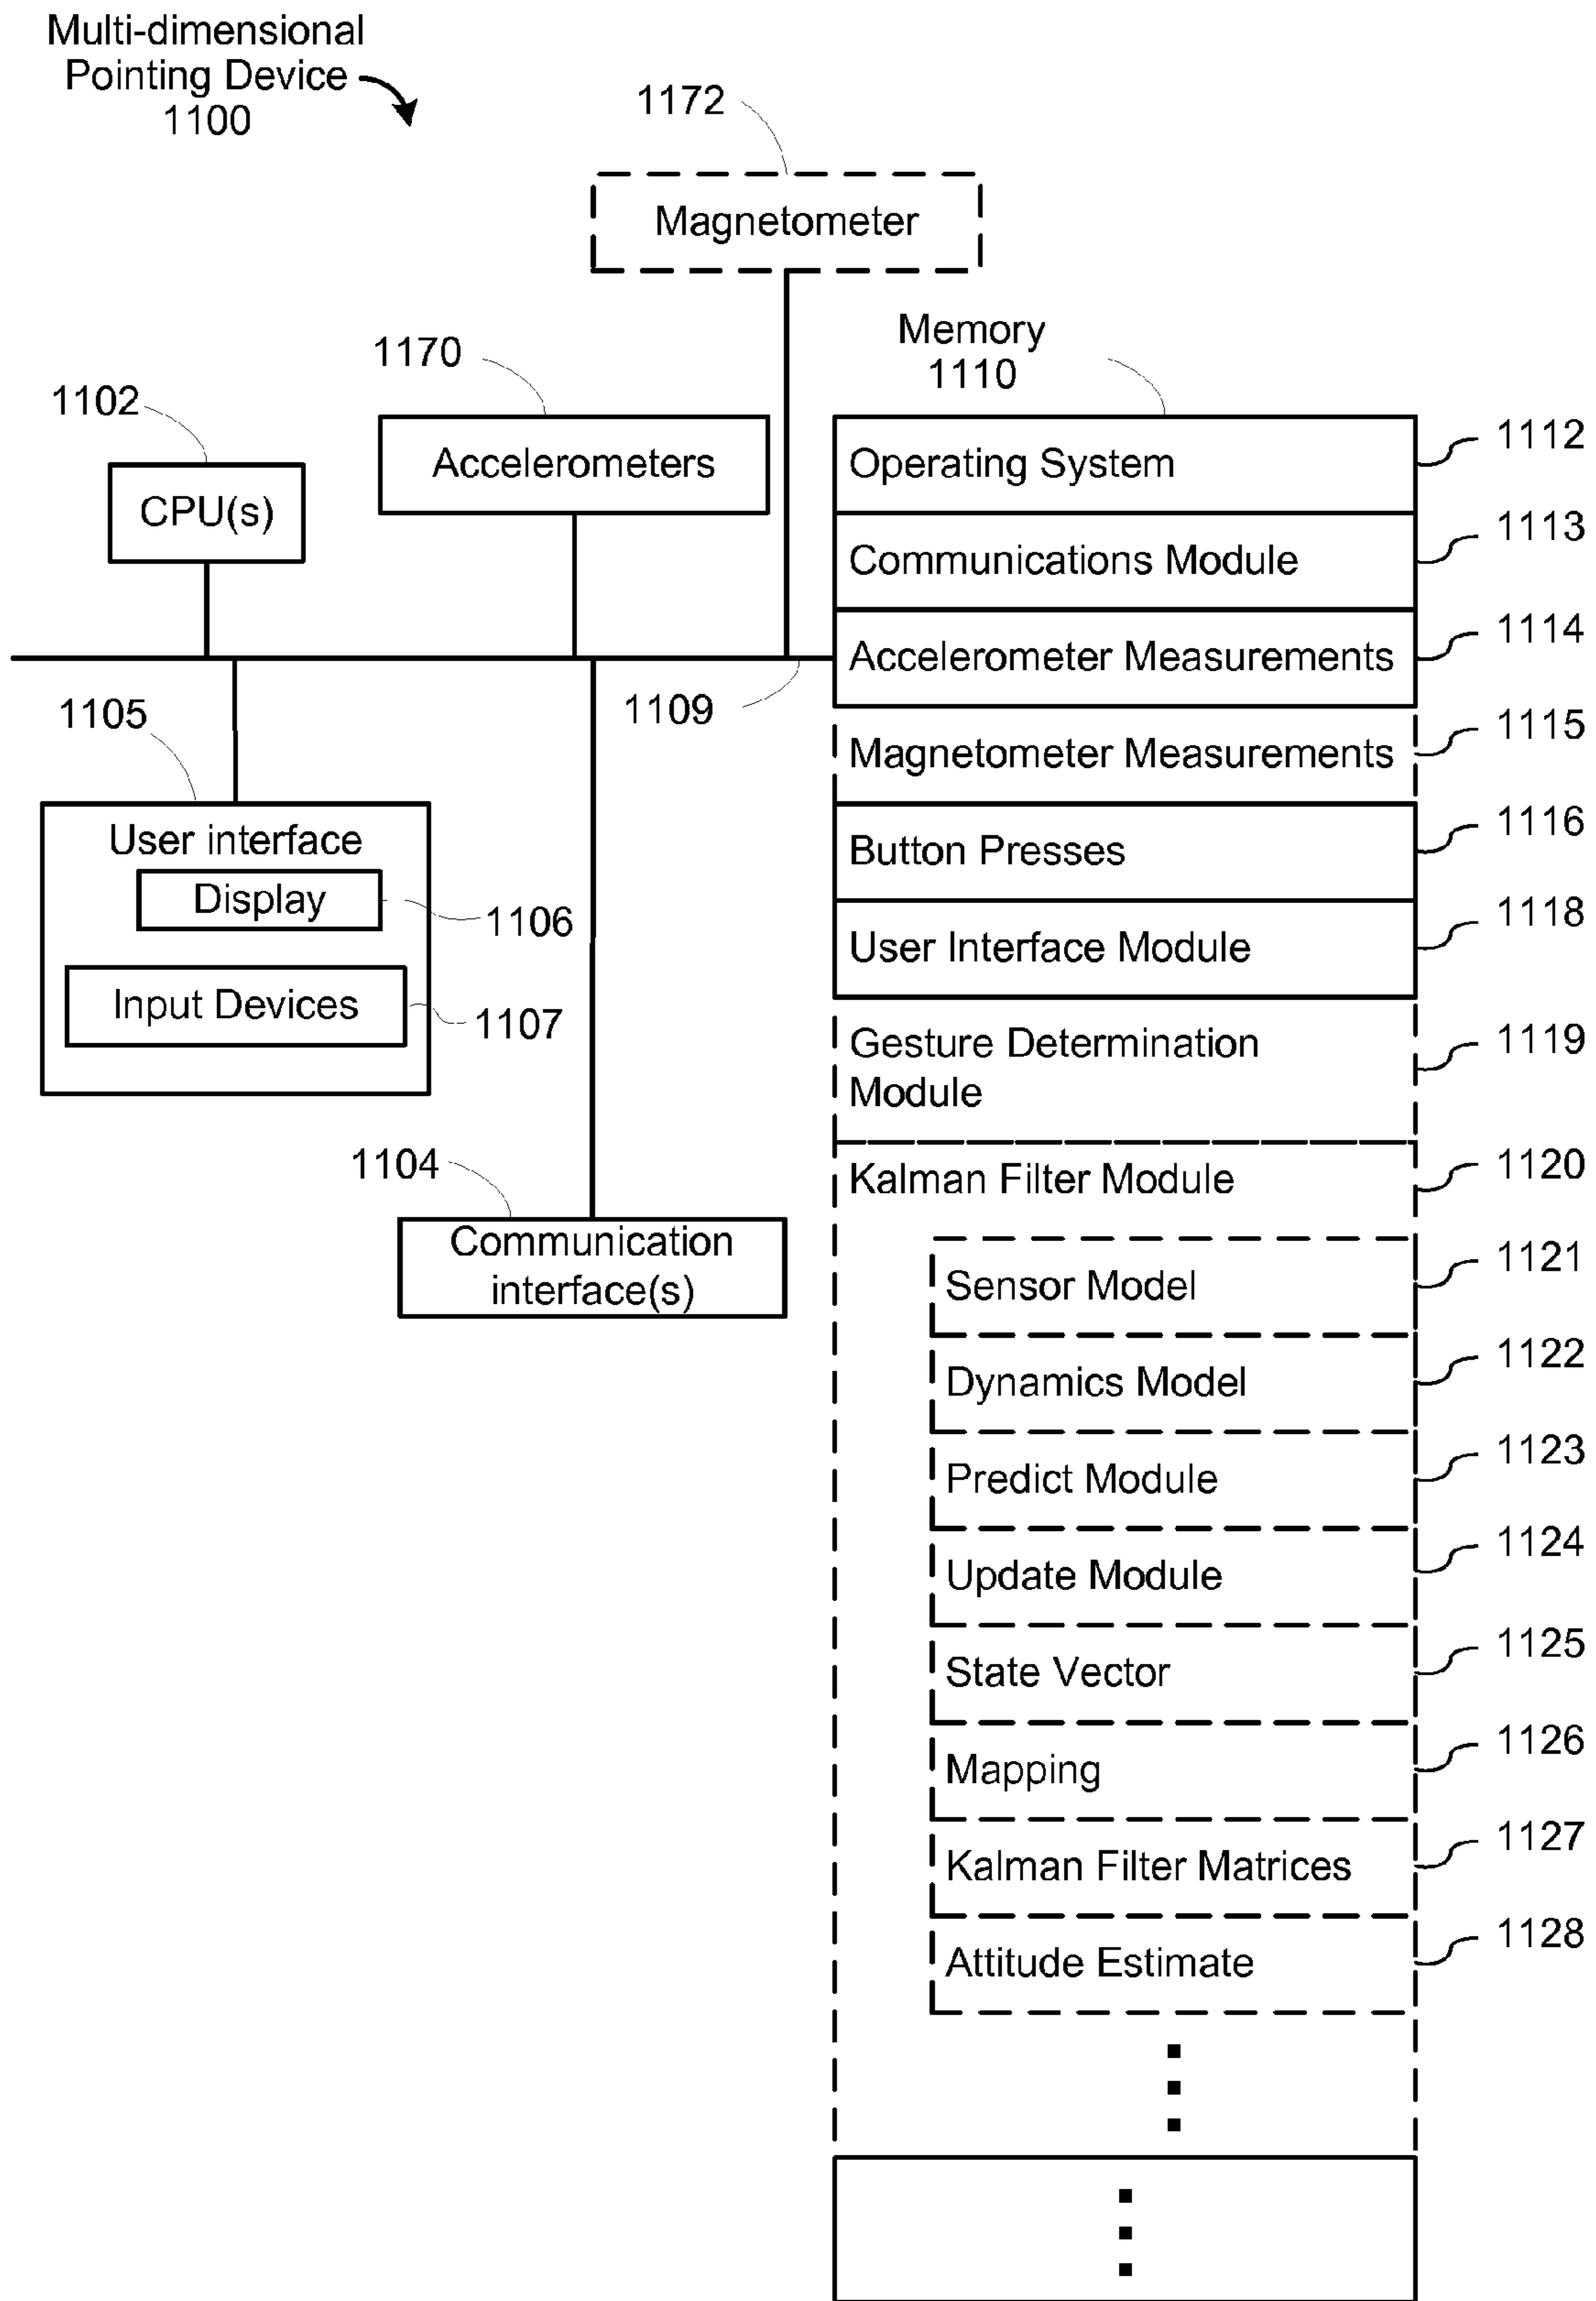 Multi-dimensional
Pointing Device
1100
1172
Magnetometer
Memory
1110
1170
Accelerometers
1102
CPU(s)
Operating System
1112
Communications Module
1113
Accelerometer Measurements
1114
1109
Magnetometer Measurements
1115
1105
User interface
Display
1106
Input Devices
1107
Button Presses
1116
User Interface Module
1118
Gesture Determination
Module
1119
1104
Communication
interface(s)
Kalman Filter Module
1120
Sensor Model
1121
Dynamics Model
1122
Predict Module
1123
Update Module
1124
State Vector
1125
Mapping
1126
Kalman Filter Matrices
1127
Attitude Estimate
1128